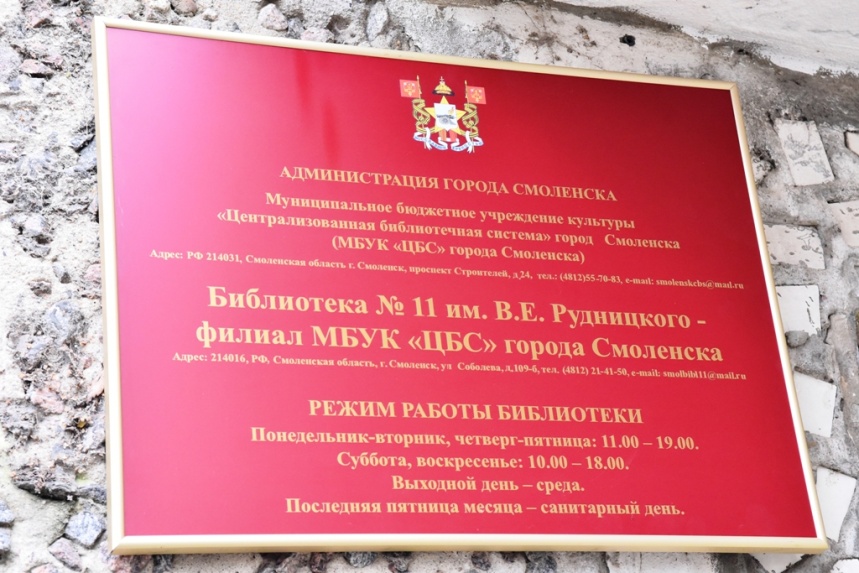 АДМИНИСТРАЦИЯ ГОРОДА СМОЛЕНСКА
Муниципальное бюджетное учреждение культуры
«Централизованная библиотечная система» город Смоленска
(МБУК «ЦБС» города Смоленска)
Адрес: РФ 214031, Смоленская область г. Смоленск, проспект Строителей, д.24, тел.: (4812)55-70-83, e-mail: smolenskcbs@mail.ru
Библиотека № 11 им. В.Е. Рудницкого -
филиал МБУК «ЦБС» города Смоленска
Адрес: 214016, РФ, Смоленская область, г. Смоленск, ул Соболева, д,109-б, тел. (4812) 21-41-50, e-mail: smolbibl11@mail.ru
РЕЖИМ РАБОТЫ БИБЛИОТЕКИ
Понедельник-вторник, четверг-пятница: 11.00 – 19.00.
Суббота, воскресенье: 10.00 – 18.00.
Выходной день – среда.
Последняя пятница месяца – санитарный день.